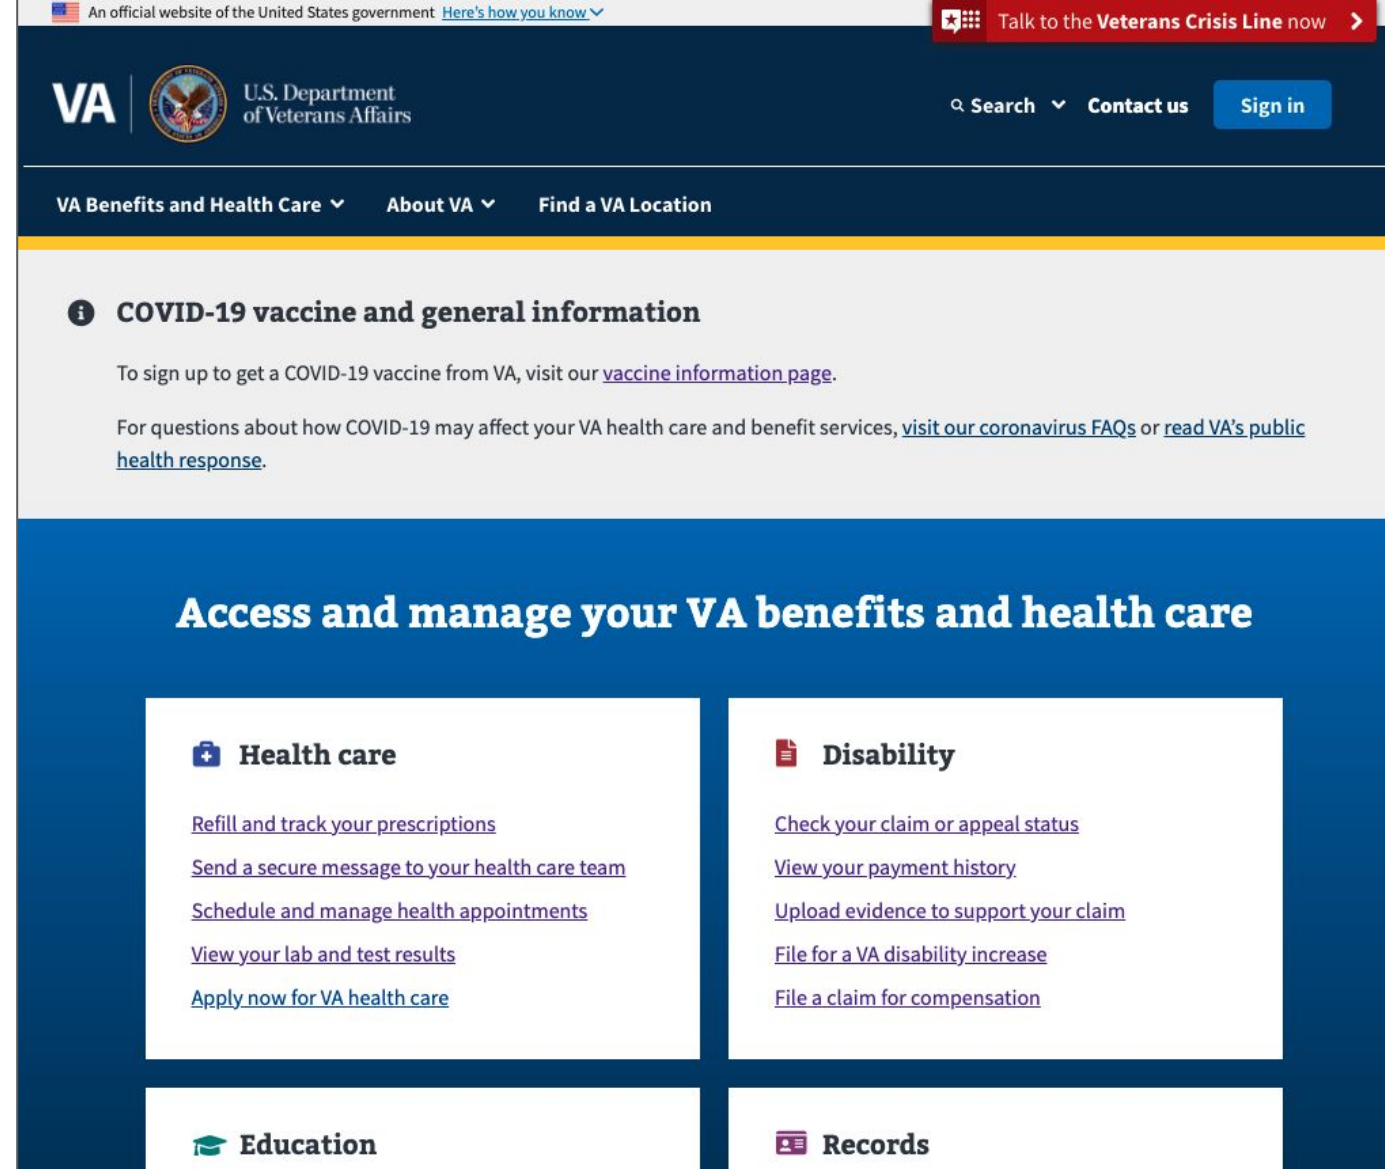 An official website of the United States government Here's how you know
Talk to the Veterans Crisis Line now
VA
U.S. Department
of Veterans Affairs
Search
Contact us
Sign in
VA Benefits and Health Care
About VA
Find a VA Location
COVID-19 vaccine and general information
To sign up to get a COVID-19 vaccine from VA, visit our vaccine information page.
For questions about how COVID-19 may affect your VA health care and benefit services, visit our coronavirus FAQs or read VA’s public
health response.
Access and manage your VA benefits and health care
Health care
Refill and track your prescriptions
Send a secure message to your health care team
Schedule and manage health appointments
View your lab and test results
Apply now for VA health care
Disability
Check your claim or appeal status
View your payment history
Upload evidence to support your claim
File for a VA disability increase
File a claim for compensation
Education
Records